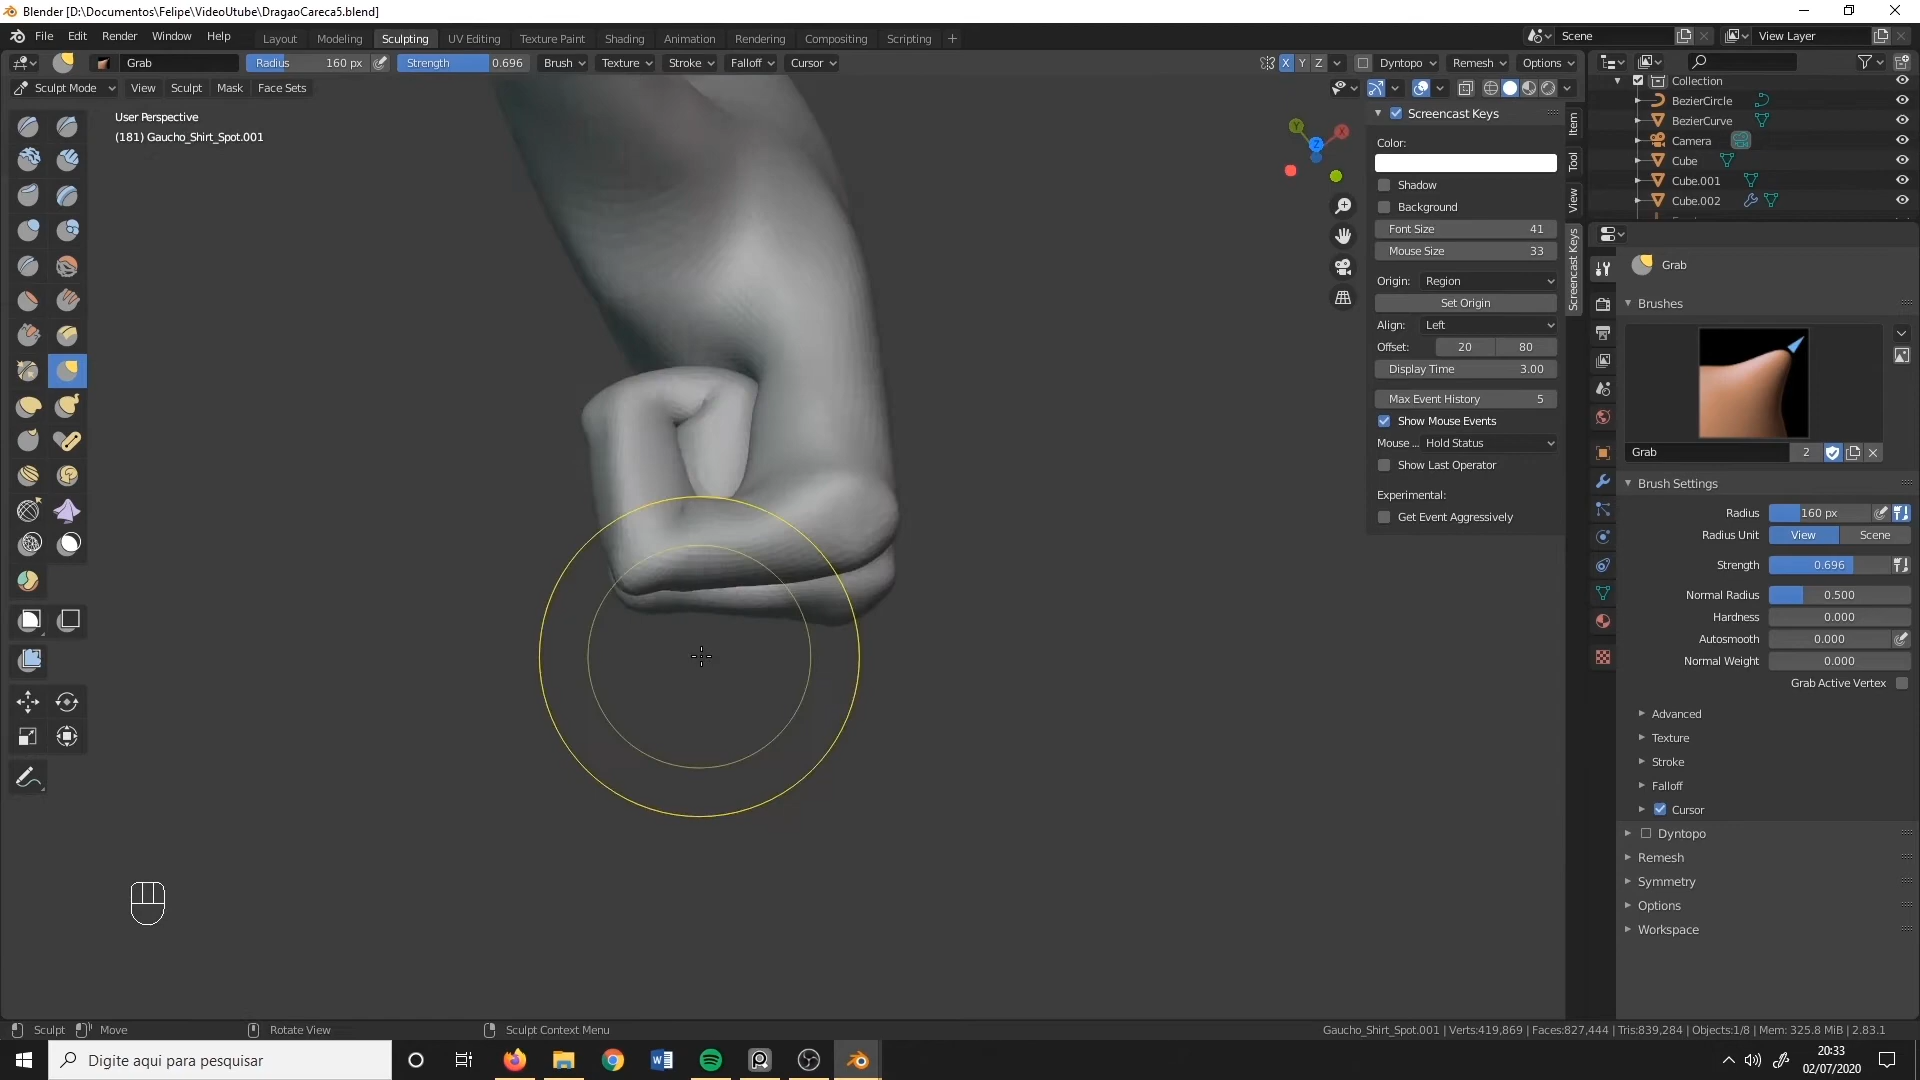 Blender [D:\Documentos\Felipe\VideoUtube\DragaoCareca5.blend]
File Edit Render Window Help Layout Modeling Sculpting UV Editing Texture Paint Shading Animation Rendering Compositing Scripting + Scene View Layer
Grab Radius 160 px Strength 0.696 Brush Texture Stroke Falloff Cursor X Y Z Dyntopo Remesh Options
Sculpt Mode View Sculpt Mask Face Sets
User Perspective
(181) Gaucho_Shirt_Spot.001
Screencast Keys
Color:
Shadow
Background
Font Size 41
Mouse Size 33
Origin: Region
Set Origin
Align: Left
Offset: 20 80
Display Time 3.00
Max Event History 5
Show Mouse Events
Mouse ... Hold Status
Show Last Operator
Experimental:
Get Event Aggressively
Item
Tool
View
Screencast Keys
Collection
BezierCircle
BezierCurve
Camera
Cube
Cube.001
Cube.002
Grab
Brushes
Grab 2
Brush Settings
Radius 160 px
Radius Unit View Scene
Strength 0.696
Normal Radius 0.500
Hardness 0.000
Autosmooth 0.000
Normal Weight 0.000
Grab Active Vertex
Advanced
Texture
Stroke
Falloff
Cursor
Dyntopo
Remesh
Symmetry
Options
Workspace
Sculpt Move Rotate View Sculpt Context Menu Gaucho_Shirt_Spot.001 | Verts:419,869 | Faces:827,444 | Tris:839,284 | Objects:1/8 | Mem: 325.8 MiB | 2.83.1
Digite aqui para pesquisar
20:33
02/07/2020